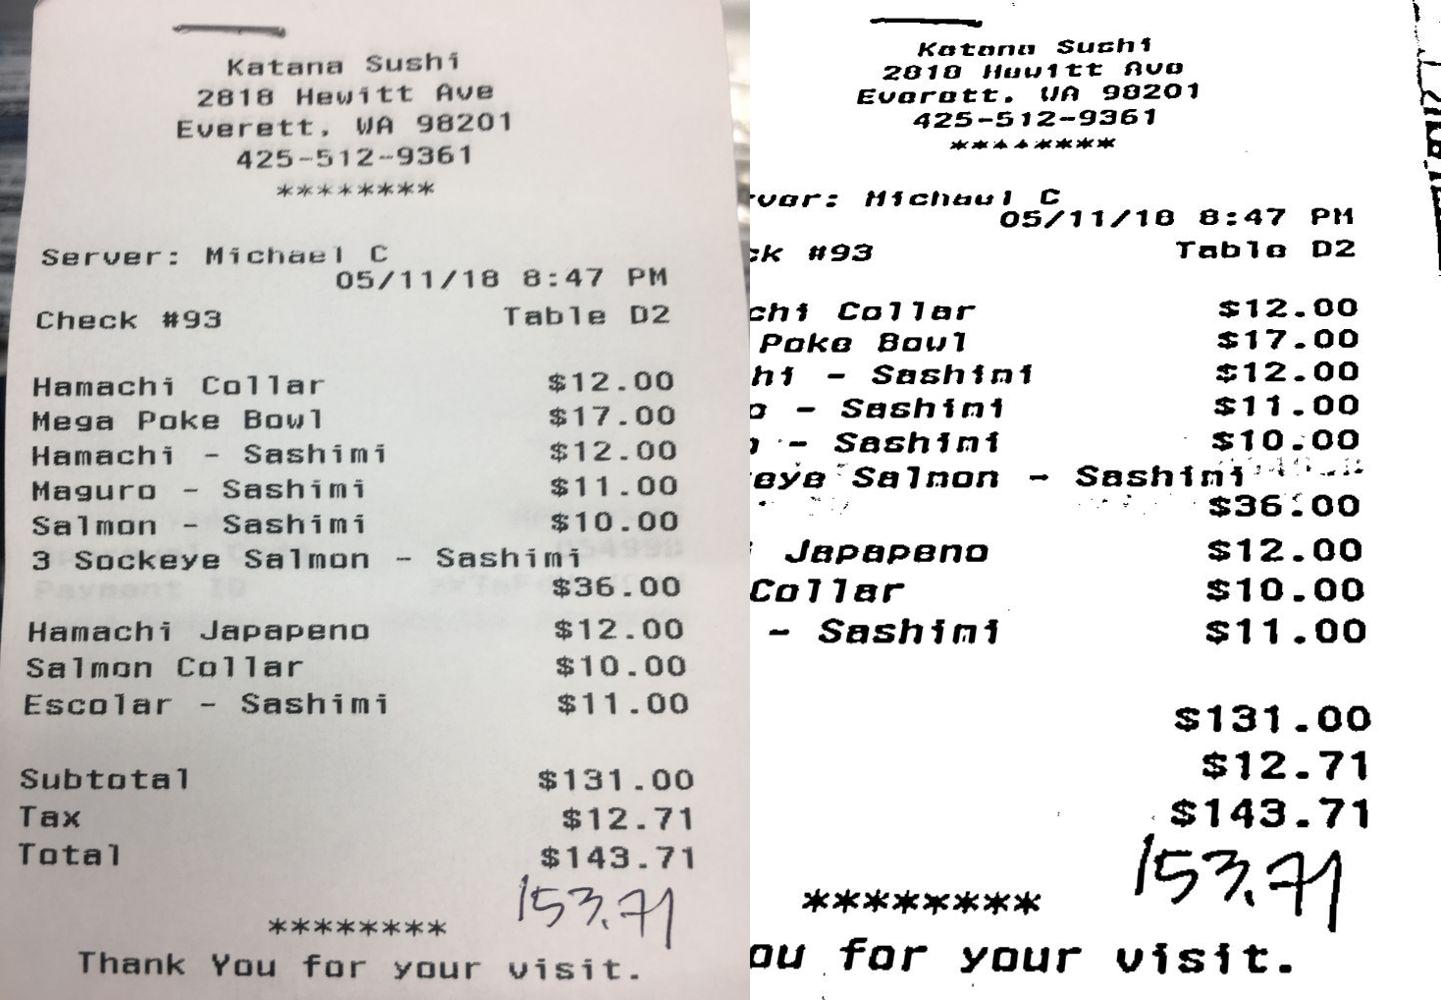 Katana Sushi
2818 Hewitt Ave
Everett, WA 98201
425-512-9361
********
Server: Michael C
05/11/18 8:47 PM
Check #93 Table D2
Hamachi Collar $12.00
Mega Poke Bowl $17.00
Hamachi - Sashimi $12.00
Maguro - Sashimi $11.00
Salmon - Sashimi $10.00
3 Sockeye Salmon - Sashimi
$36.00
Hamachi Japapeno $12.00
Salmon Collar $10.00
Escolar - Sashimi $11.00
Subtotal $131.00
Tax $12.71
Total $143.71
153.71
********
Thank You for your visit.
Katana Sushi
2818 Hewitt Ave
Everett, WA 98201
425-512-9361
********
rver: Michael C
05/11/18 8:47 PM
ck #93 Table D2
chi Collar $12.00
Poke Bowl $17.00
hi - Sashimi $12.00
o - Sashimi $11.00
- Sashimi $10.00
eye Salmon - Sashimi
$36.00
Japapeno $12.00
Collar $10.00
- Sashimi $11.00
$131.00
$12.71
$143.71
153.71
********
ou for your visit.